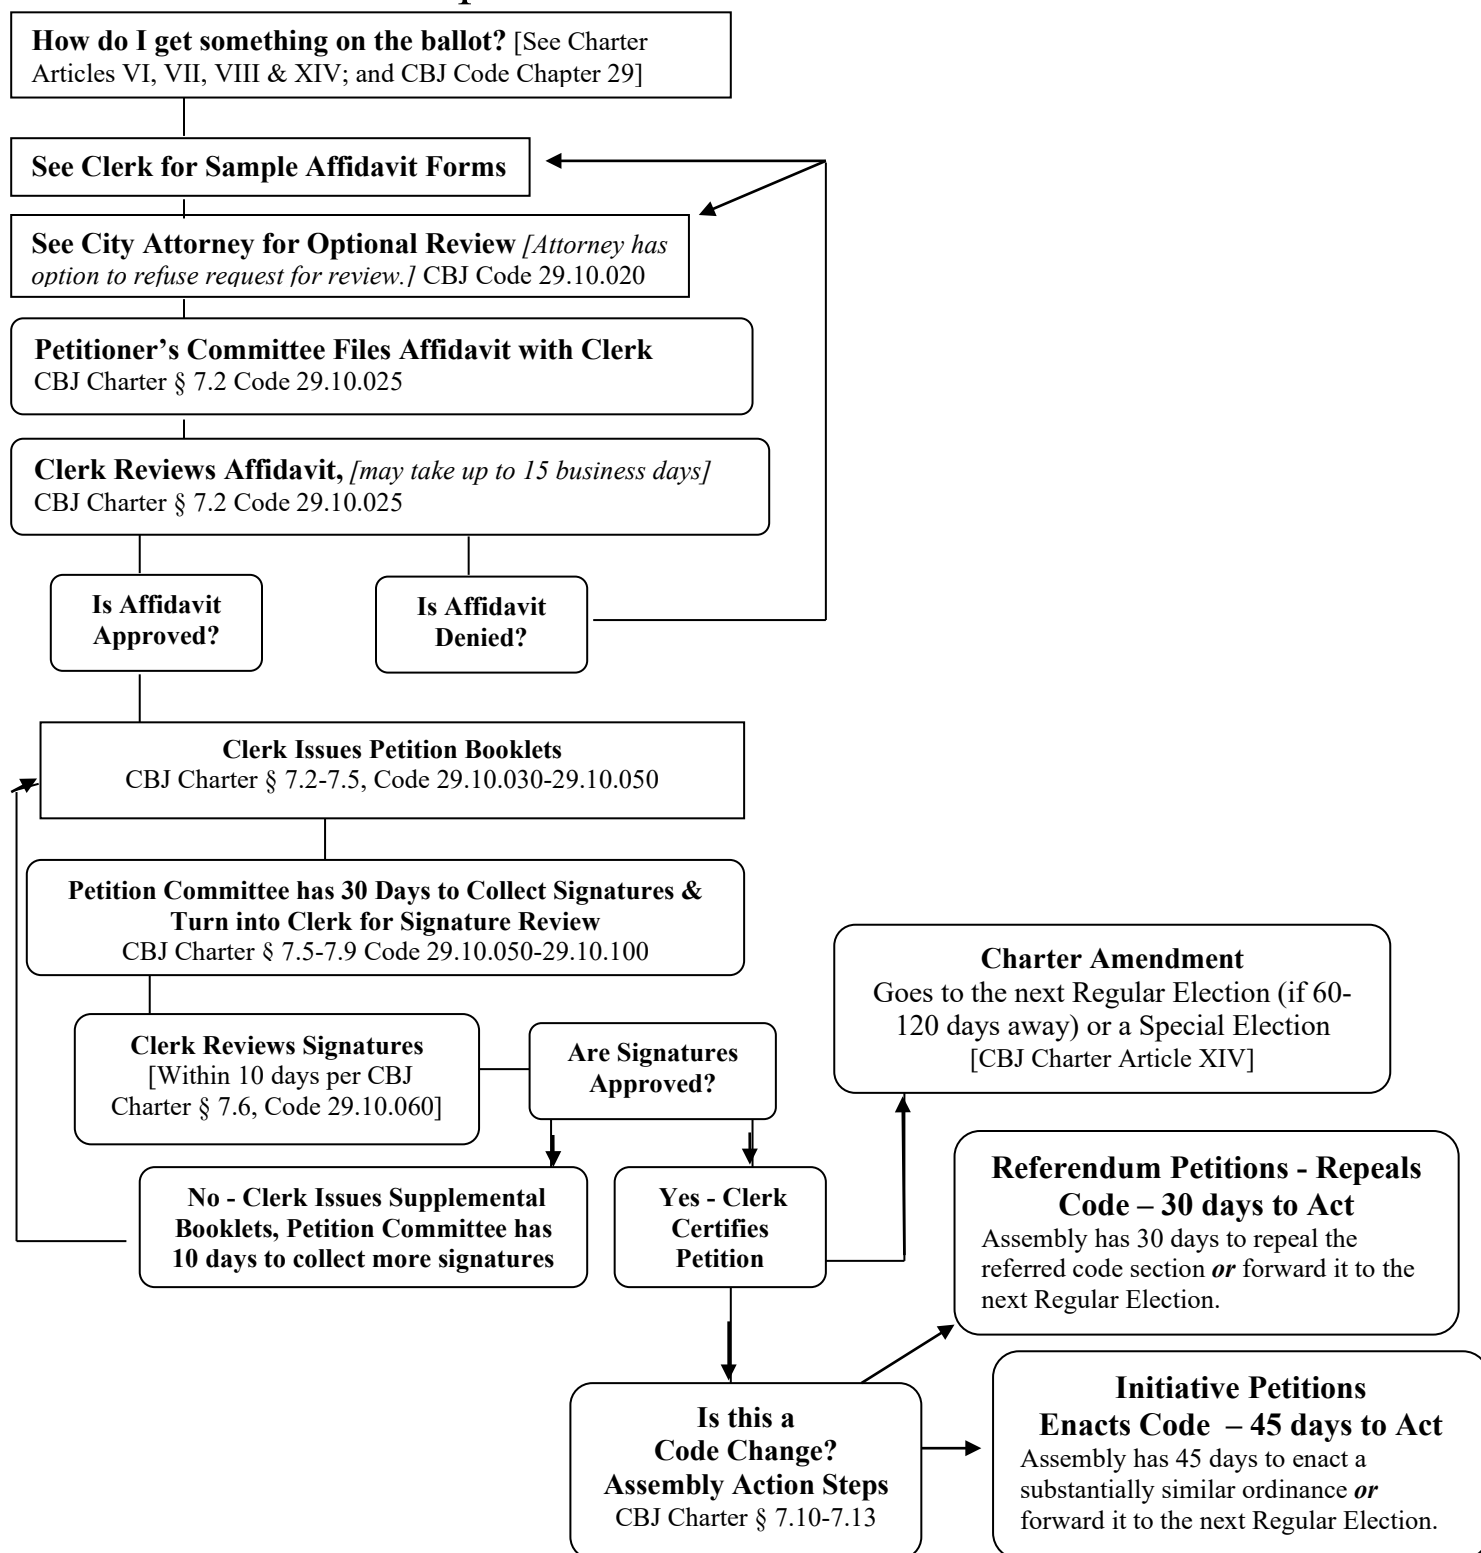 How do I get something on the ballot? [See Charter
Articles VI, VII, VIII & XIV; and CBJ Code Chapter 29]
See Clerk for Sample Affidavit Forms
See City Attorney for Optional Review [Attorney has
option to refuse request for review.] CBJ Code 29.10.020
Petitioner’s Committee Files Affidavit with Clerk
CBJ Charter § 7.2 Code 29.10.025
Clerk Reviews Affidavit, [may take up to 15 business days]
CBJ Charter § 7.2 Code 29.10.025
Is Affidavit
Approved?
Is Affidavit
Denied?
Clerk Issues Petition Booklets
CBJ Charter § 7.2-7.5, Code 29.10.030-29.10.050
Petition Committee has 30 Days to Collect Signatures &
Turn into Clerk for Signature Review
CBJ Charter § 7.5-7.9 Code 29.10.050-29.10.100
Clerk Reviews Signatures
[Within 10 days per CBJ
Charter § 7.6, Code 29.10.060]
Are Signatures
Approved?
No - Clerk Issues Supplemental
Booklets, Petition Committee has
10 days to collect more signatures
Yes - Clerk
Certifies
Petition
Charter Amendment
Goes to the next Regular Election (if 60-
120 days away) or a Special Election
[CBJ Charter Article XIV]
Referendum Petitions - Repeals
Code – 30 days to Act
Assembly has 30 days to repeal the
referred code section or forward it to the
next Regular Election.
Is this a
Code Change?
Assembly Action Steps
CBJ Charter § 7.10-7.13
Initiative Petitions
Enacts Code – 45 days to Act
Assembly has 45 days to enact a
substantially similar ordinance or
forward it to the next Regular Election.